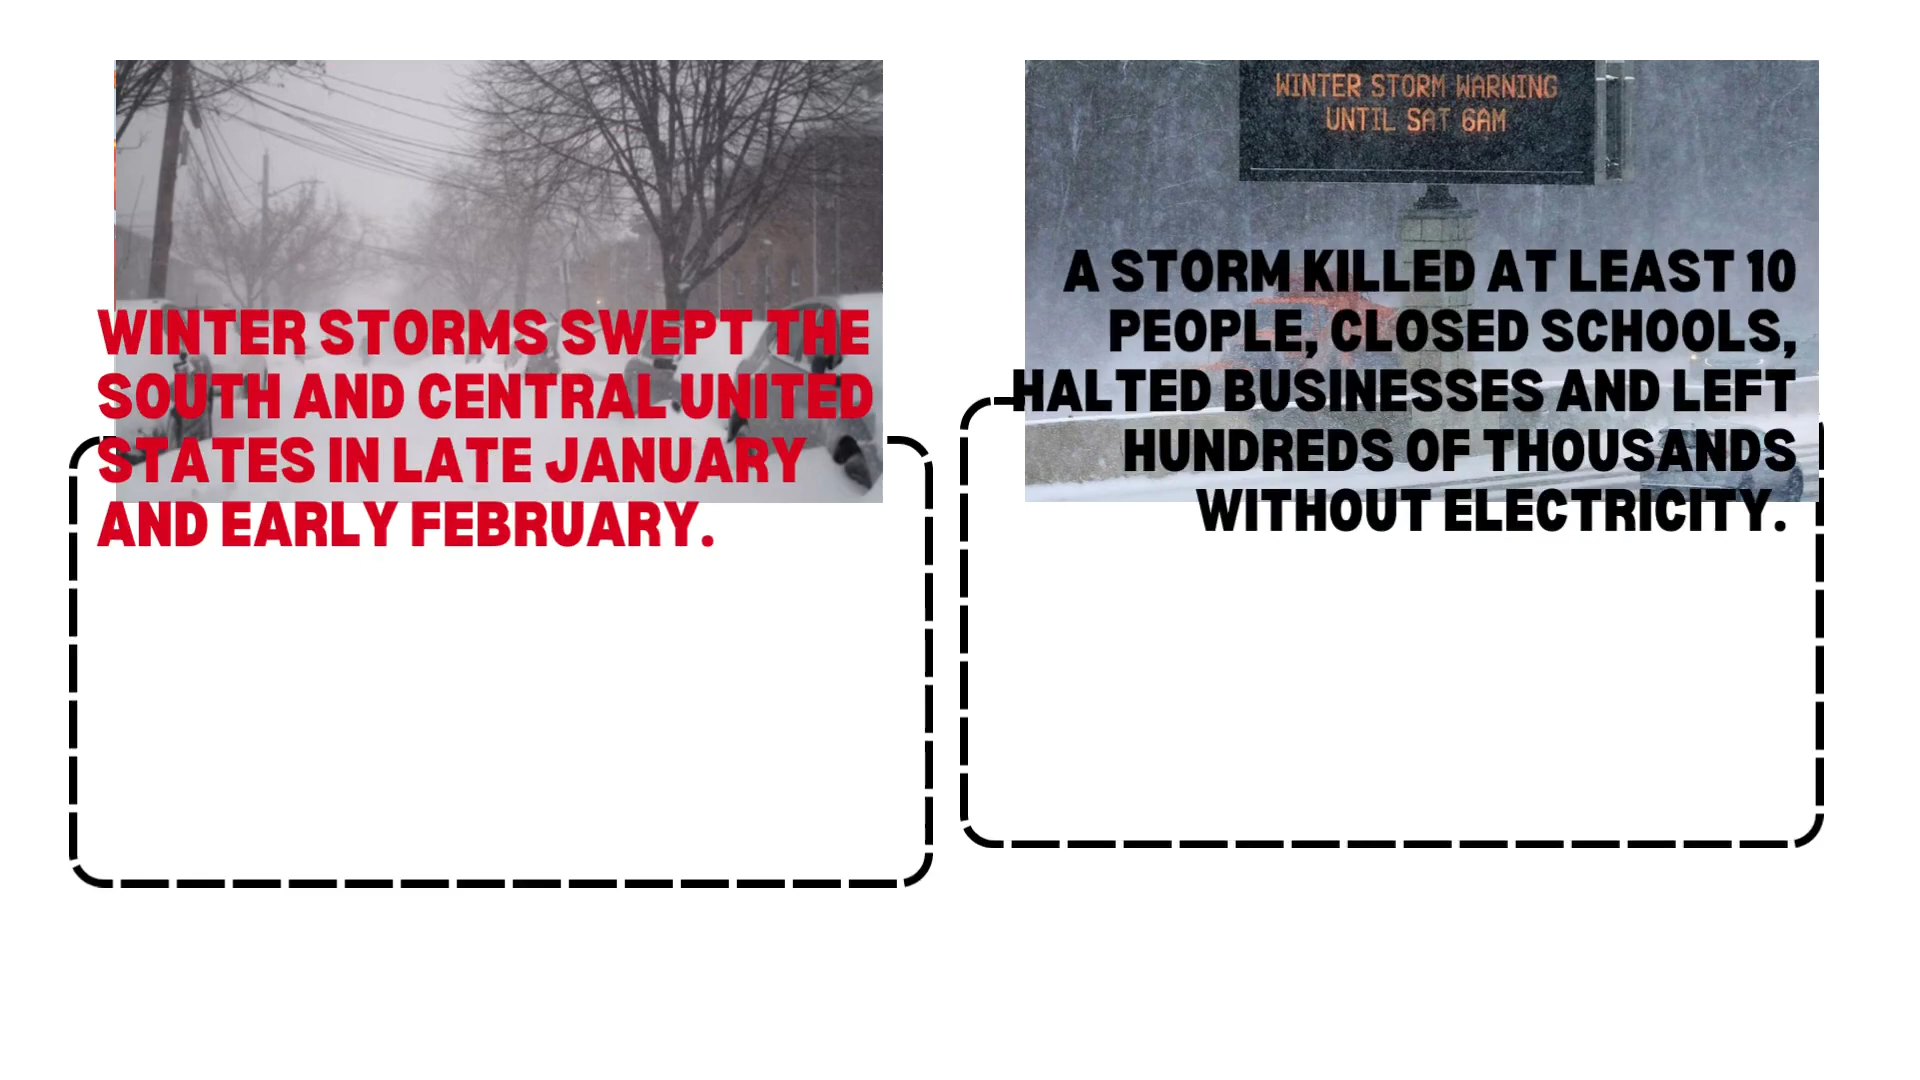 WINTER STORMS SWEPT THE
SOUTH AND CENTRAL UNITED
STATES IN LATE JANUARY
AND EARLY FEBRUARY.
WINTER STORM WARNING
UNTIL SAT 6AM
A STORM KILLED AT LEAST 10
PEOPLE, CLOSED SCHOOLS,
HALTED BUSINESSES AND LEFT
HUNDREDS OF THOUSANDS
WITHOUT ELECTRICITY.